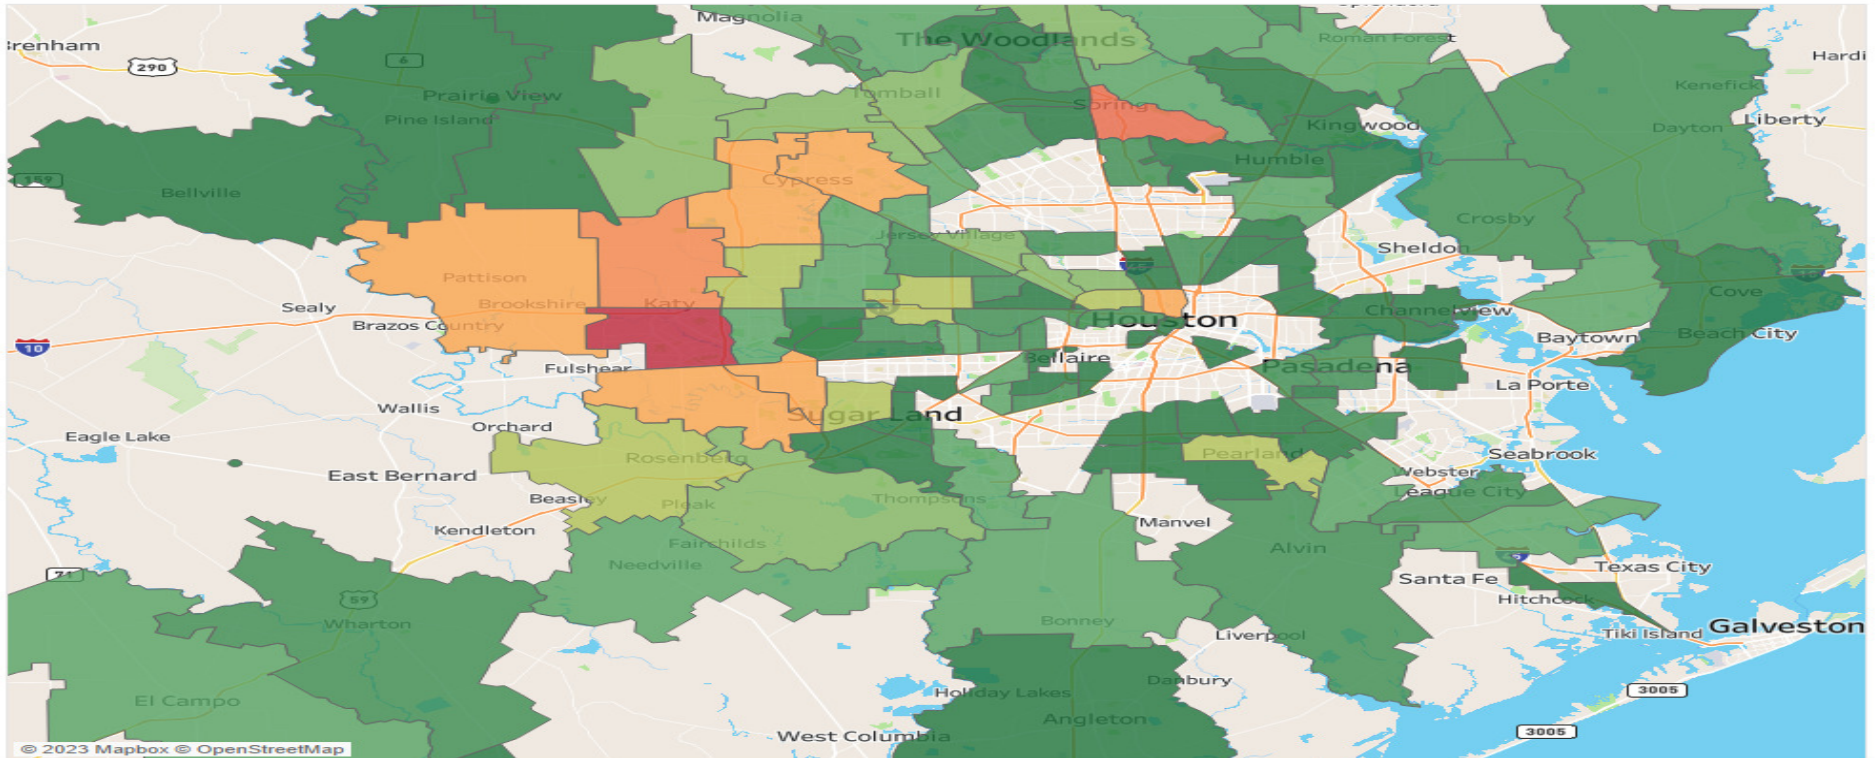 Magnolia
Splendora
Brenham
290
6
The Woodlands
Roman Forest
Hardi
Prairie View
Tomball
Kenefick
Pine Island
Spring
Kingwood
Liberty
Dayton
159
Bellville
Cypress
Humble
Crosby
Jersey Village
Sheldon
Pattison
Sealy
Brookshire
Katy
Cove
Brazos Country
Houston
Channelview
10
Beach City
Baytown
Fulshear
Bellaire
Pasadena
La Porte
Wallis
Sugar Land
Orchard
Eagle Lake
Rosenberg
Pearland
Seabrook
East Bernard
Webster
Beasley
Pleak
Thompsons
League City
Kendleton
Manvel
Fairchilds
Alvin
Needville
Texas City
71
Santa Fe
59
Hitchcock
Wharton
Bonney
Liverpool
Tiki Island
Galveston
El Campo
Holiday Lakes
Danbury
3005
Angleton
West Columbia
3005
© 2023 Mapbox © OpenStreetMap